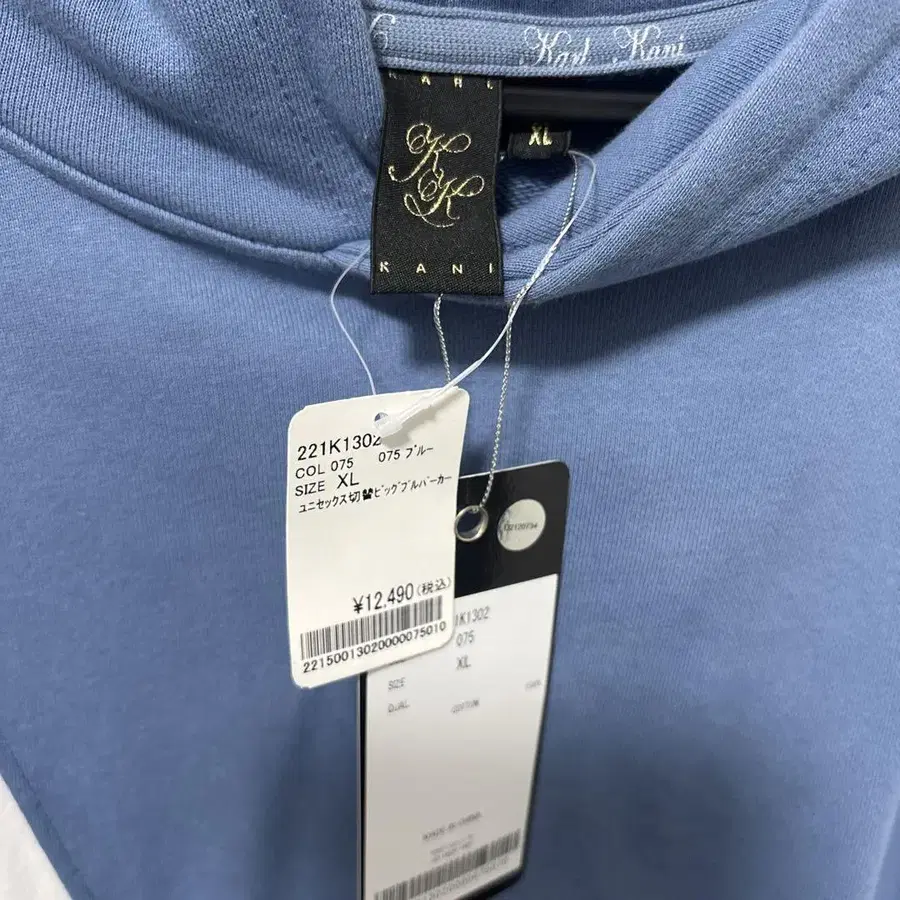 Karl Kani
KARL
KK
KANI
XL
221K1302
COL 075 075 ブルー
SIZE XL
ユニセックス切替ビッグプルパーカー
¥12,490(税込)
22150013020000075010
1K1302
075
XL
SIZE
COTTON
MADE IN CHINA